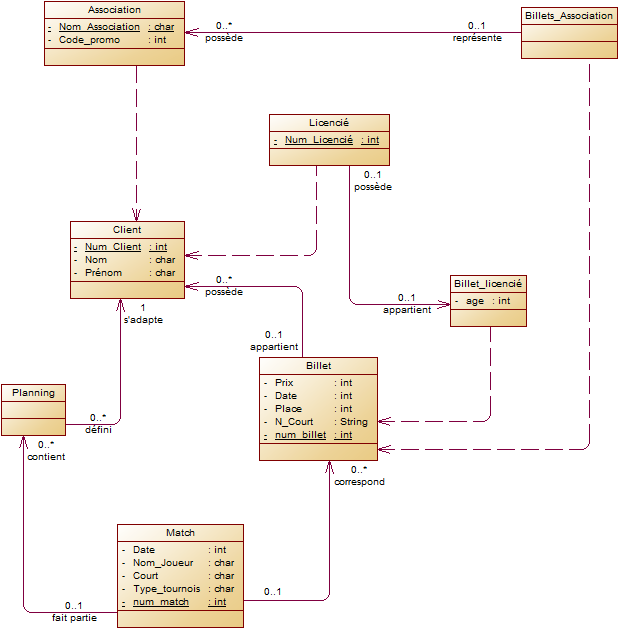 Association
- Nom_Association : char
- Code_promo : int
0..*
possède
0..1
représente
Billets_Association
Licencié
- Num_Licencié : int
0..1
possède
Client
- Num_Client : int
- Nom : char
- Prénom : char
0..*
possède
0..1
appartient
Billet_licencié
- age : int
1
s'adapte
0..1
appartient
Billet
- Prix : int
- Date : int
- Place : int
- N_Court : String
- num_billet : int
Planning
0..*
défini
0..*
contient
0..*
correspond
Match
- Date : int
- Nom_Joueur : char
- Court : char
- Type_tournois : char
- num_match : int
0..1
0..1
fait partie